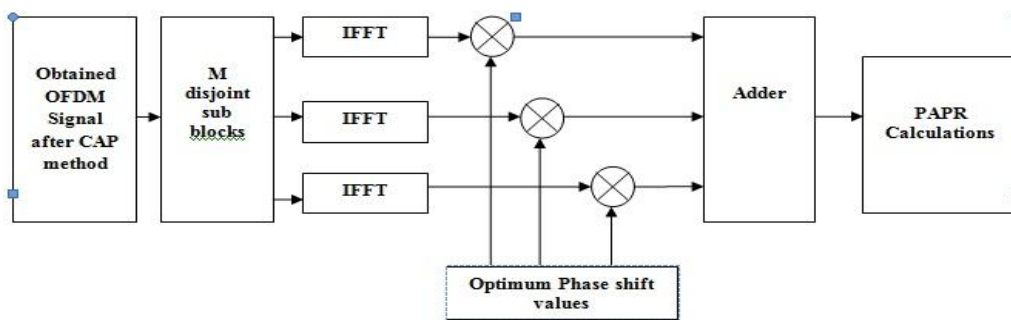 Obtained
OFDM
Signal
after CAP
method
M
disjoint
sub
blocks
IFFT
IFFT
IFFT
Optimum Phase shift
values
Adder
PAPR
Calculations